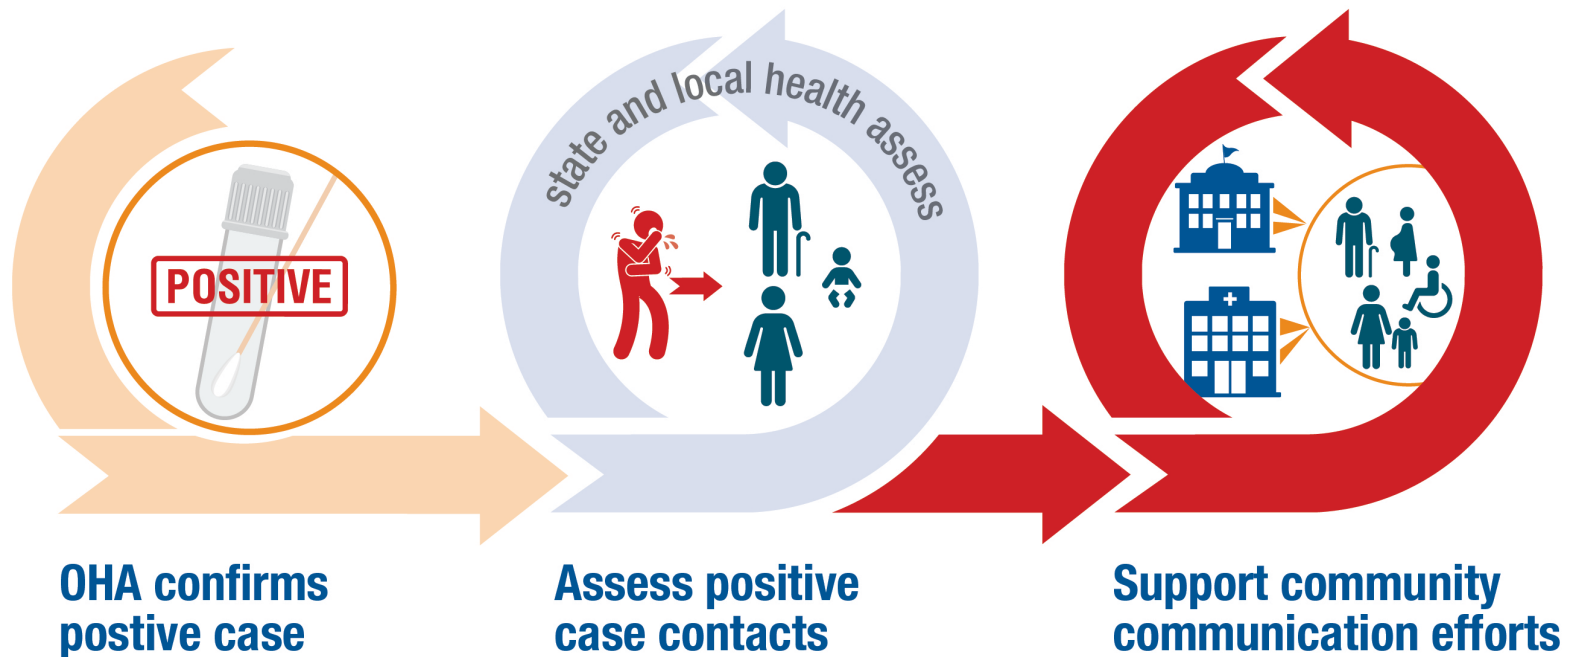 POSITIVE
OHA confirms
postive case
state and local health assess
Assess positive
case contacts
Support community
communication efforts